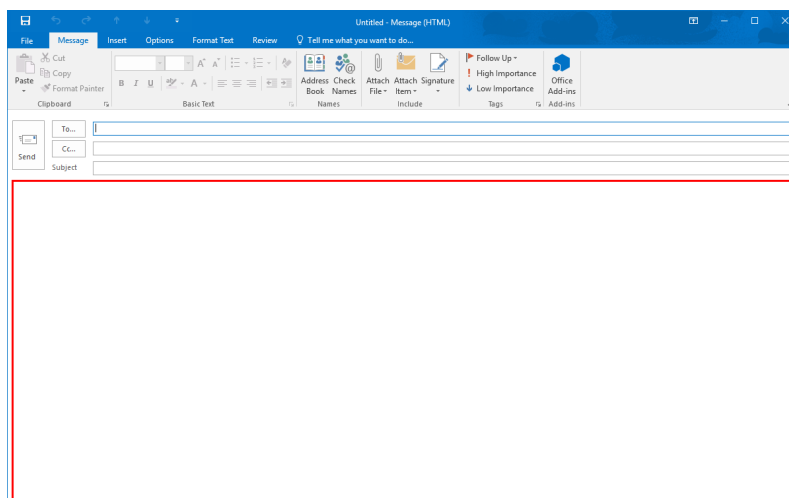 Untitled - Message (HTML)
File Message Insert Options Format Text Review Tell me what you want to do...
Paste
Cut
Copy
Format Painter
Clipboard
B I U A
A A
Basic Text
Address Book
Check Names
Names
Attach File
Attach Item
Signature
Include
Follow Up
High Importance
Low Importance
Tags
Office Add-ins
Add-ins
Send
To...
Cc...
Subject